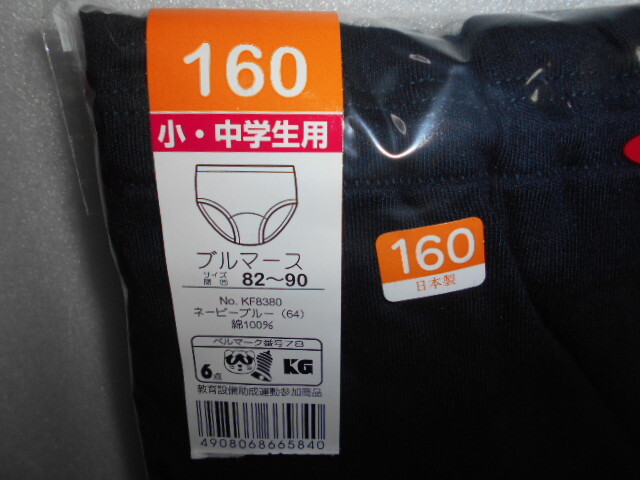 160
小・中学生用
ブルマース
サイズ
82〜90
No. KF8380
ネービーブルー (64)
綿100%
ベルマーク番号78
6点
KG
教育設備助成運動参加商品
4908068665840
160
日本製